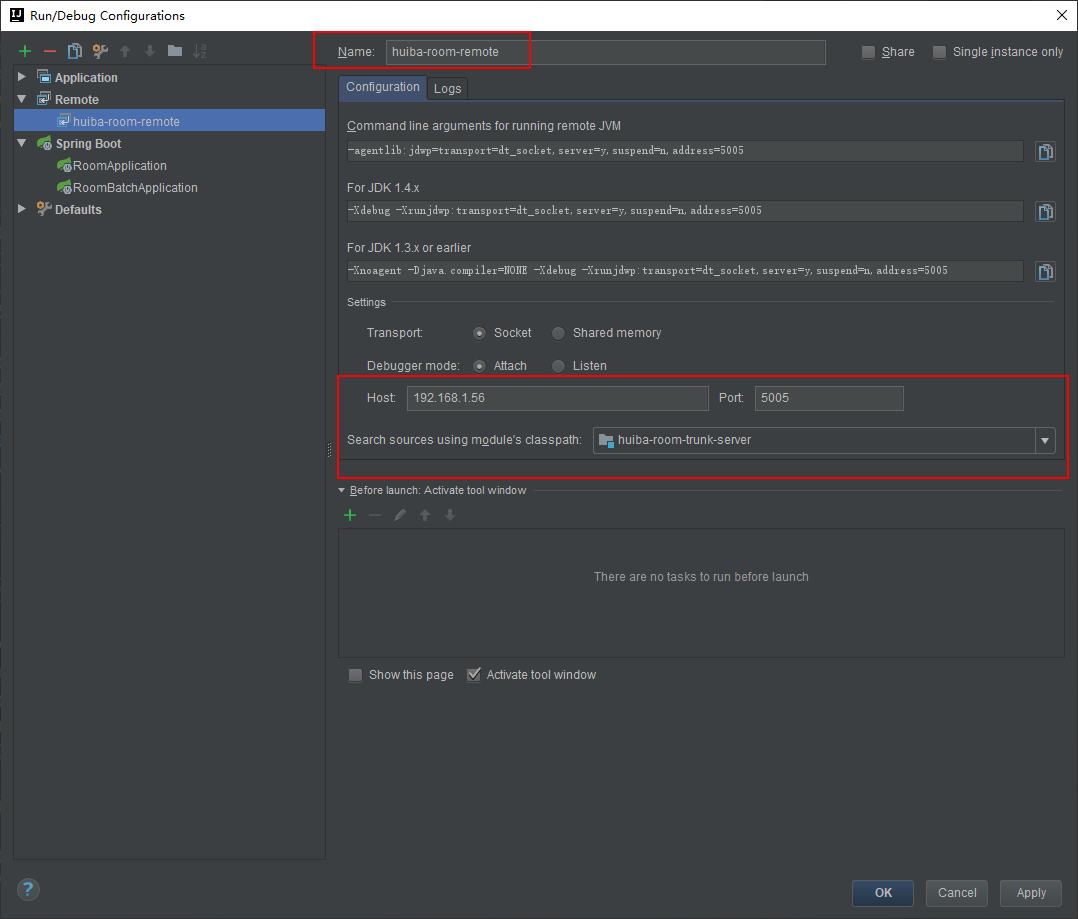 Run/Debug Configurations
Name: huiba-room-remote
Share
Single instance only
Application
Remote
huiba-room-remote
Spring Boot
RoomApplication
RoomBatchApplication
Defaults
Configuration
Logs
Command line arguments for running remote JVM
-agentlib:jdwp=transport=dt_socket,server=y,suspend=n,address=5005
For JDK 1.4.x
-Xdebug -Xrunjdwp:transport=dt_socket,server=y,suspend=n,address=5005
For JDK 1.3.x or earlier
-Xnoagent -Djava.compiler=NONE -Xdebug -Xrunjdwp:transport=dt_socket,server=y,suspend=n,address=5005
Settings
Transport: Socket Shared memory
Debugger mode: Attach Listen
Host: 192.168.1.56 Port: 5005
Search sources using module's classpath: huiba-room-trunk-server
Before launch: Activate tool window
There are no tasks to run before launch
Show this page Activate tool window
?
OK Cancel Apply